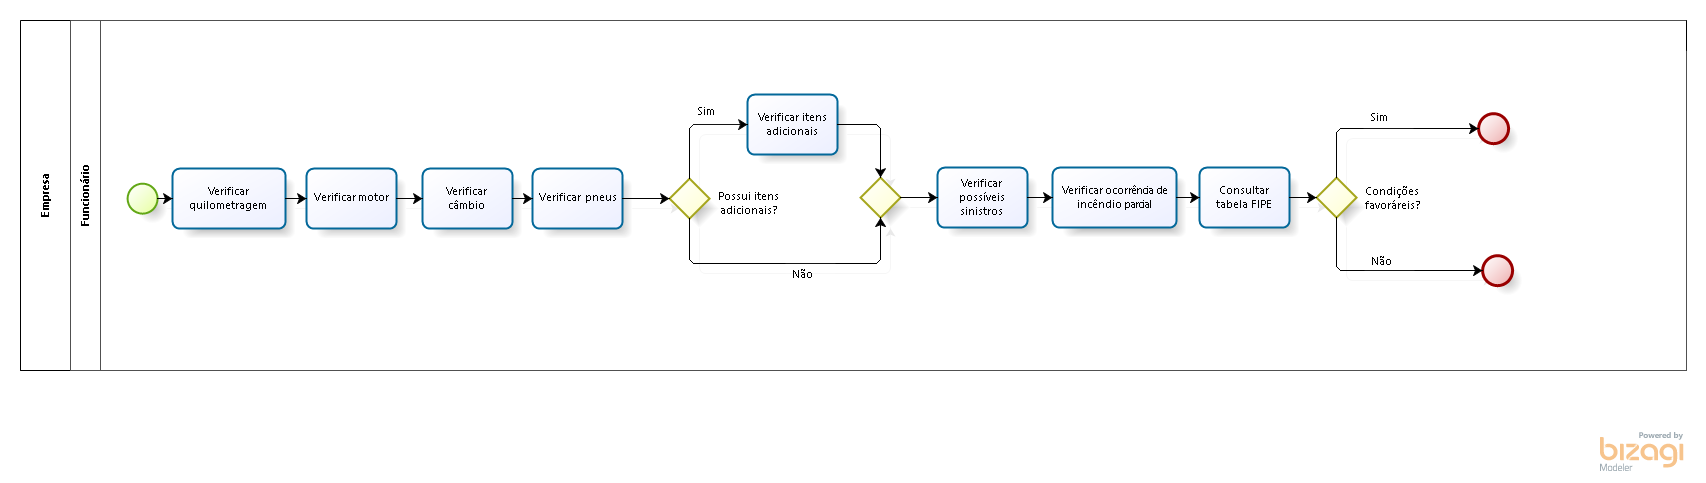 Empresa
Funcionário
Verificar
quilometragem
Verificar motor
Verificar
câmbio
Verificar pneus
Sim
Possui itens
adicionais?
Não
Verificar itens
adicionais
Verificar
possíveis
sinistros
Verificar ocorrência de
incêndio parcial
Consultar
tabela FIPE
Sim
Condições
favoráreis?
Não
Powered by
bizagi
Modeler